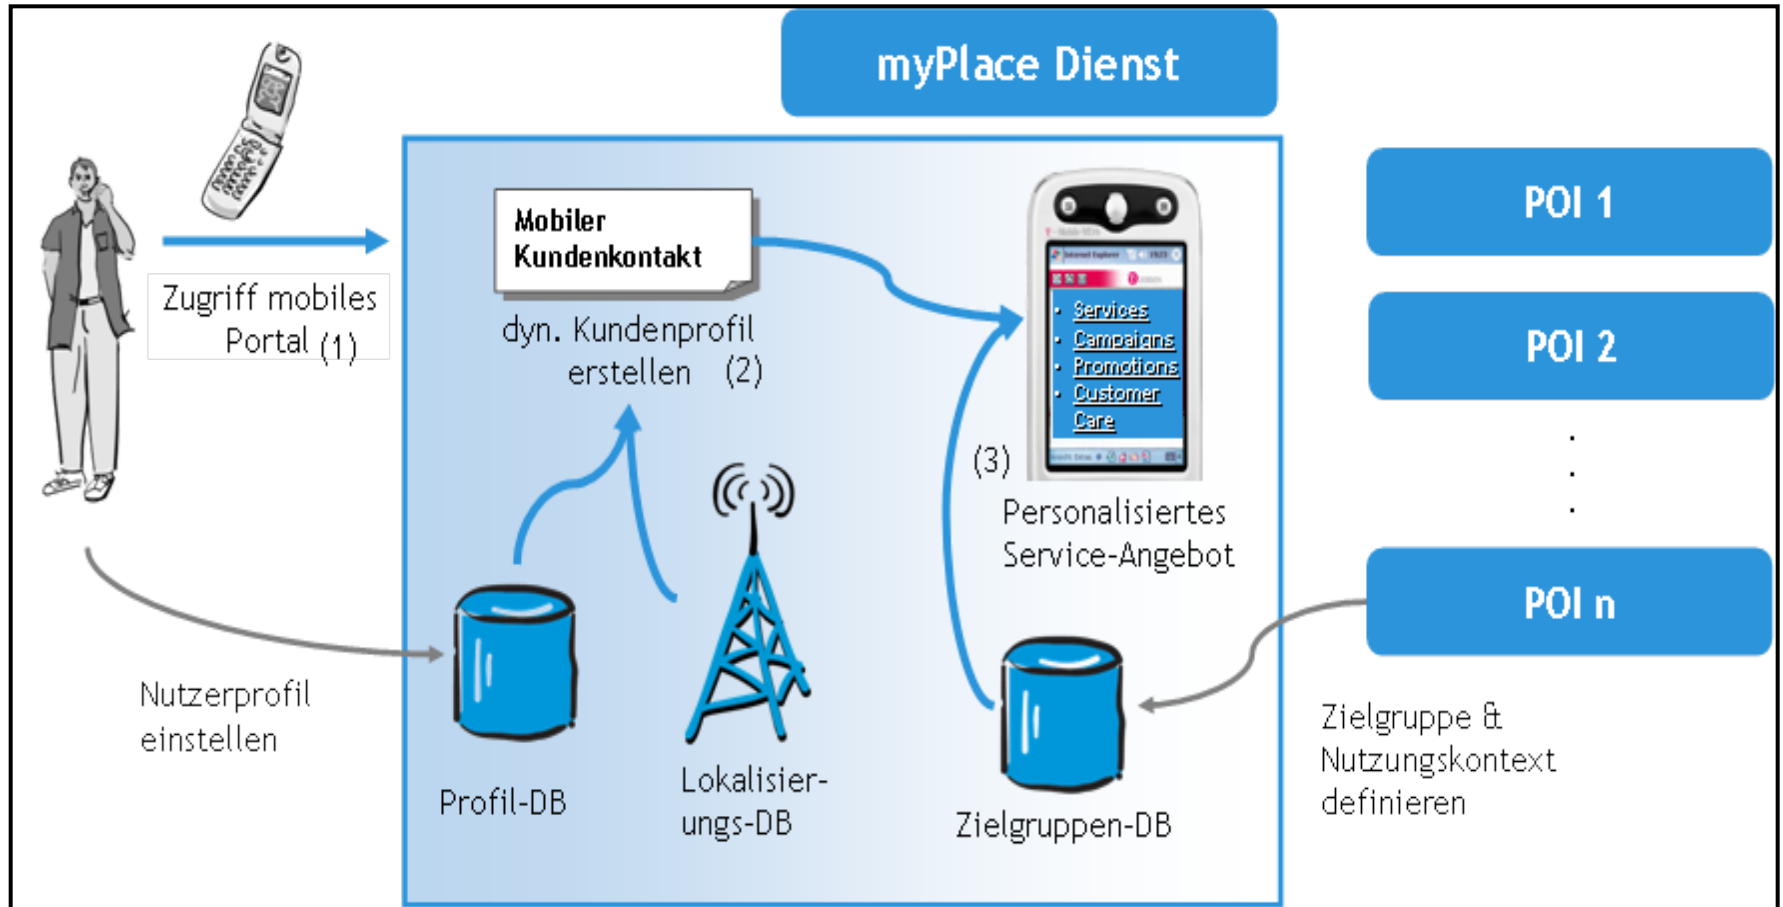 myPlace Dienst
Zugriff mobiles
Portal (1)
Mobiler
Kundenkontakt
dyn. Kundenprofil
erstellen (2)
Internet Explorer
• Services
• Campaigns
• Promotions
• Customer
Care
(3)
Personalisiertes
Service-Angebot
POI 1
POI 2
.
.
.
POI n
Nutzerprofil
einstellen
Profil-DB
Lokalisier-
ungs-DB
Zielgruppen-DB
Zielgruppe &
Nutzungskontext
definieren